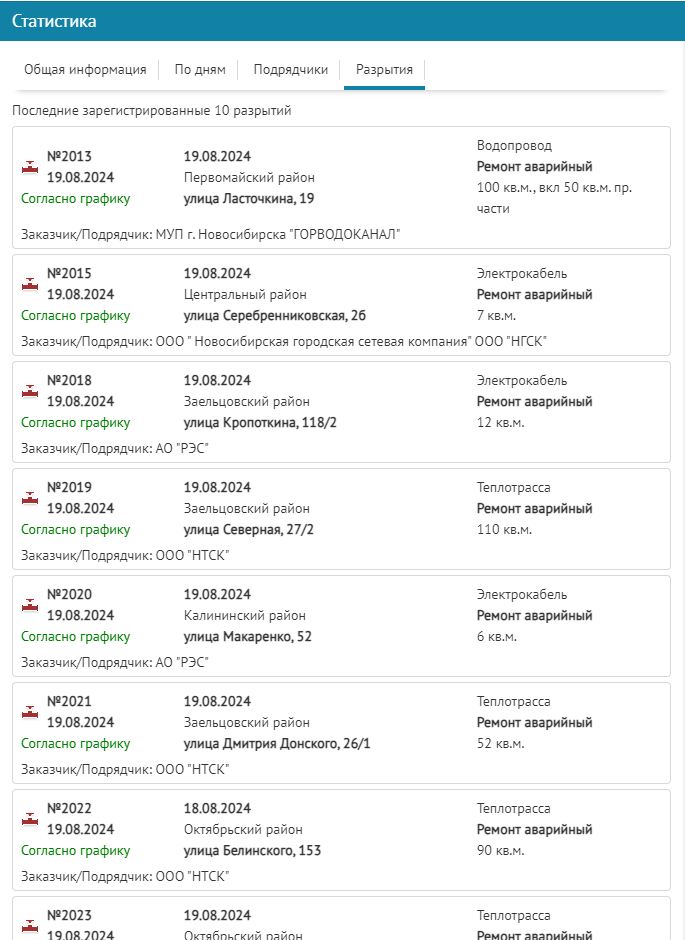 Статистика
Общая информация
По дням
Подрядчики
Разрытия
Последние зарегистрированные 10 разрытий
№2013
19.08.2024
Согласно графику
19.08.2024
Первомайский район
улица Ласточкина, 19
Водопровод
Ремонт аварийный
100 кв.м., вкл 50 кв.м. пр.
части
Заказчик/Подрядчик: МУП г. Новосибирска "ГОРВОДОКАНАЛ"
№2015
19.08.2024
Согласно графику
19.08.2024
Центральный район
улица Серебренниковская, 2б
Электрокабель
Ремонт аварийный
7 кв.м.
Заказчик/Подрядчик: ООО " Новосибирская городская сетевая компания" ООО "НГСК"
№2018
19.08.2024
Согласно графику
19.08.2024
Заельцовский район
улица Кропоткина, 118/2
Электрокабель
Ремонт аварийный
12 кв.м.
Заказчик/Подрядчик: АО "РЭС"
№2019
19.08.2024
Согласно графику
19.08.2024
Заельцовский район
улица Северная, 27/2
Теплотрасса
Ремонт аварийный
110 кв.м.
Заказчик/Подрядчик: ООО "НТСК"
№2020
19.08.2024
Согласно графику
19.08.2024
Калининский район
улица Макаренко, 52
Электрокабель
Ремонт аварийный
6 кв.м.
Заказчик/Подрядчик: АО "РЭС"
№2021
19.08.2024
Согласно графику
19.08.2024
Заельцовский район
улица Дмитрия Донского, 26/1
Теплотрасса
Ремонт аварийный
52 кв.м.
Заказчик/Подрядчик: ООО "НТСК"
№2022
19.08.2024
Согласно графику
18.08.2024
Октябрьский район
улица Белинского, 153
Теплотрасса
Ремонт аварийный
90 кв.м.
Заказчик/Подрядчик: ООО "НТСК"
№2023
19.08.2024
19.08.2024
Октябрьский район
Теплотрасса
Ремонт аварийный